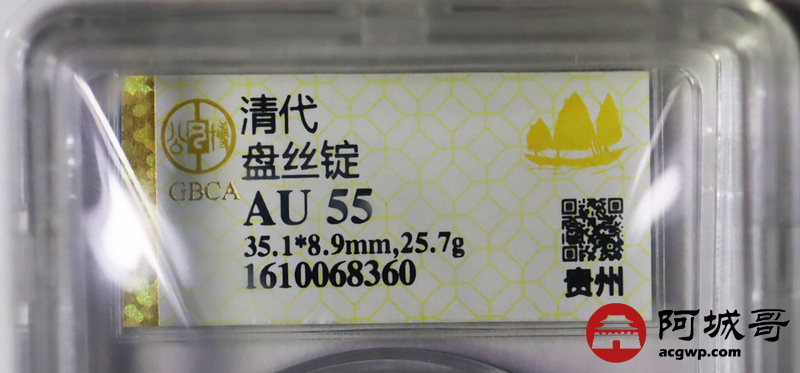 清代
盘丝锭
GBCA
AU 55
35.1*8.9mm,25.7g
1610068360
贵州
阿城哥
acgwp.com